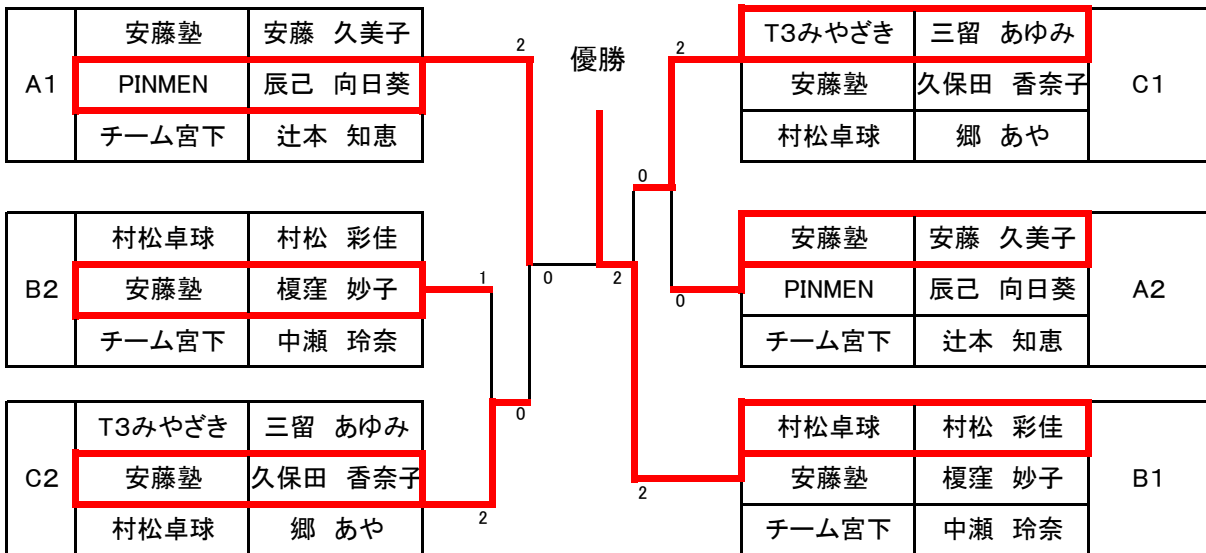 A1
安藤塾 安藤 久美子
PINMEN 辰己 向日葵
チーム宮下 辻本 知恵
B2
村松卓球 村松 彩佳
安藤塾 榎窪 妙子
チーム宮下 中瀬 玲奈
C2
T3みやざき 三留 あゆみ
安藤塾 久保田 香奈子
村松卓球 郷 あや
2
1
2
0
0
優勝
2
2
0
0
2
T3みやざき 三留 あゆみ
安藤塾 久保田 香奈子
村松卓球 郷 あや
C1
安藤塾 安藤 久美子
PINMEN 辰己 向日葵
チーム宮下 辻本 知恵
A2
村松卓球 村松 彩佳
安藤塾 榎窪 妙子
チーム宮下 中瀬 玲奈
B1